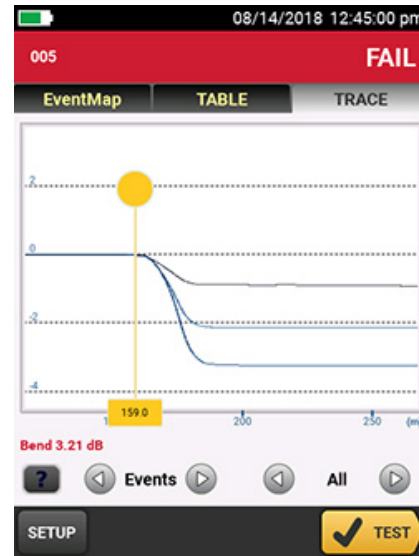 08/14/2018 12:45:00 pm
005 FAIL
EventMap TABLE TRACE
2
0
-2
-4
159.0 200 250 (m
Bend 3.21 dB
? Events All
SETUP TEST